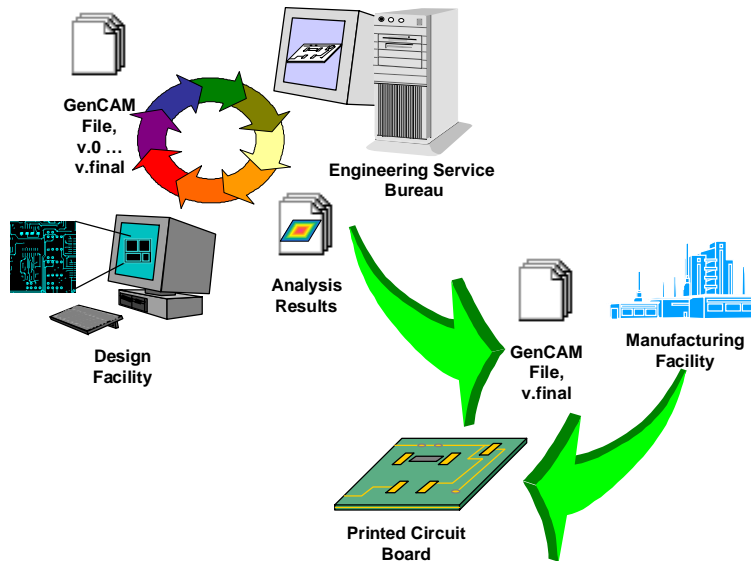 GenCAM
File,
v.0 ...
v.final
Engineering Service
Bureau
Analysis
Results
Design
Facility
GenCAM
File,
v.final
Manufacturing
Facility
Printed Circuit
Board